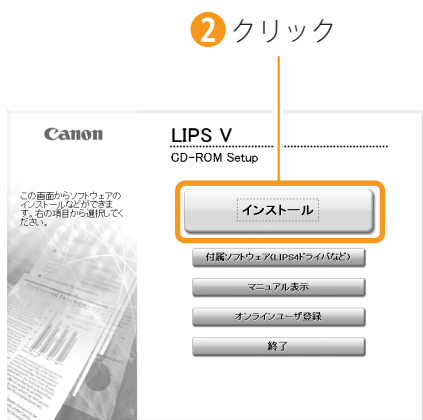 2 クリック
Canon
LIPS V
CD-ROM Setup
この画面からソフトウェアの
インストールなどができま
す。右の項目から選択してく
ださい。
インストール
付属ソフトウェア(LIPS4ドライバなど)
マニュアル表示
オンラインユーザ登録
終了